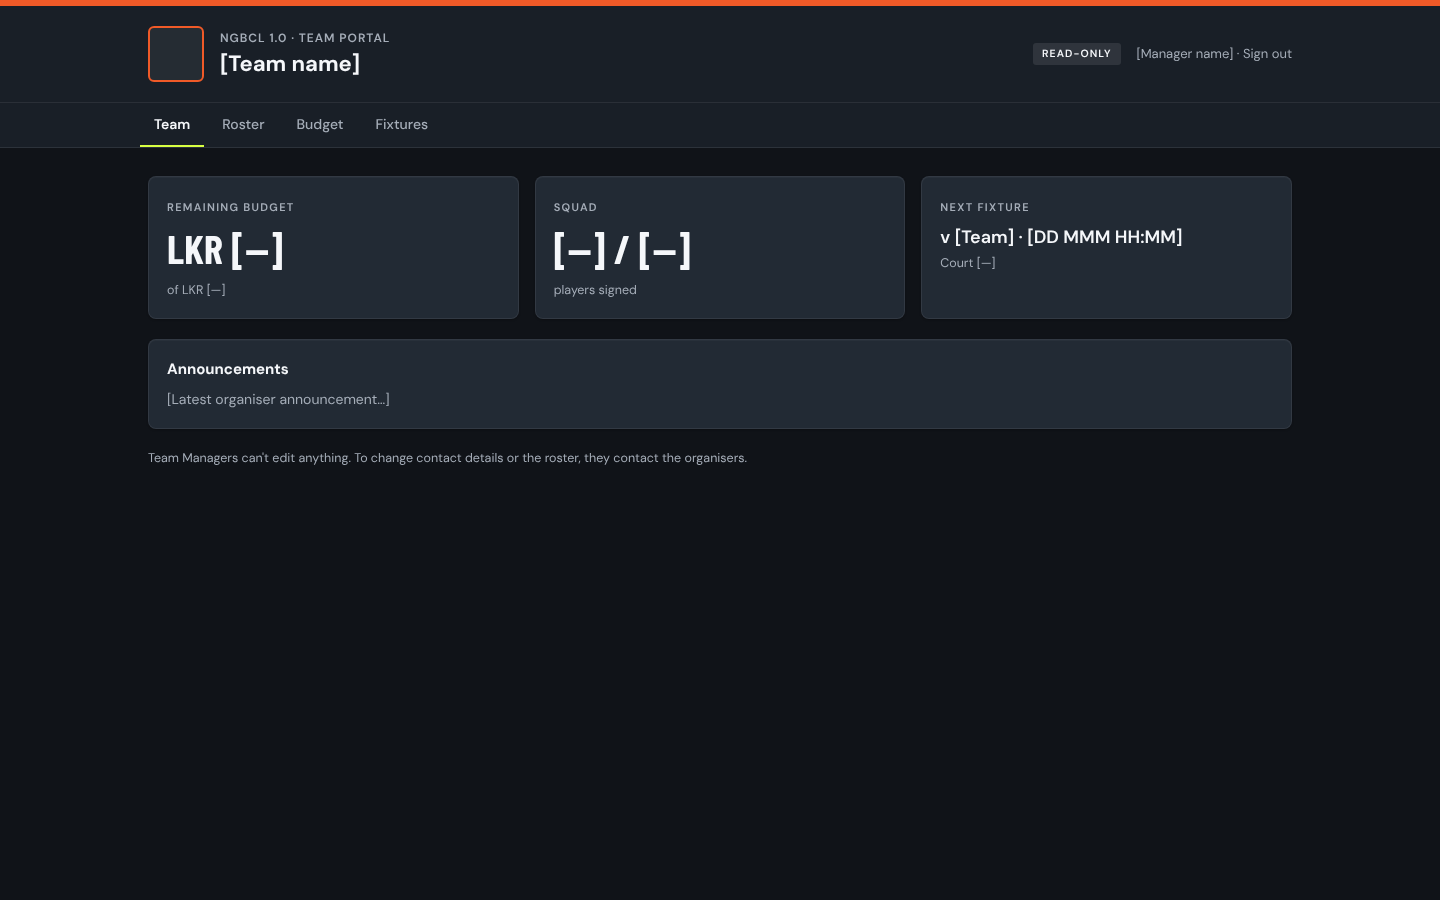 NGBCL 1.0 · TEAM PORTAL
[Team name]
READ-ONLY
[Manager name] · Sign out
Team
Roster
Budget
Fixtures
REMAINING BUDGET
LKR [—]
of LKR [—]
SQUAD
[—] / [—]
players signed
NEXT FIXTURE
v [Team] · [DD MMM HH:MM]
Court [—]
Announcements
[Latest organiser announcement…]
Team Managers can't edit anything. To change contact details or the roster, they contact the organisers.